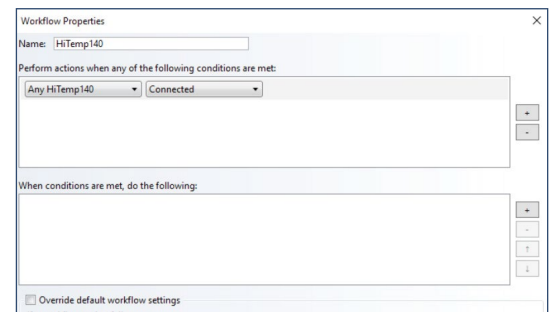 Workflow Properties
Name: HiTemp140
Perform actions when any of the following conditions are met:
Any HiTemp140 Connected
+
-
When conditions are met, do the following:
+
-
↑
↓
Override default workflow settings